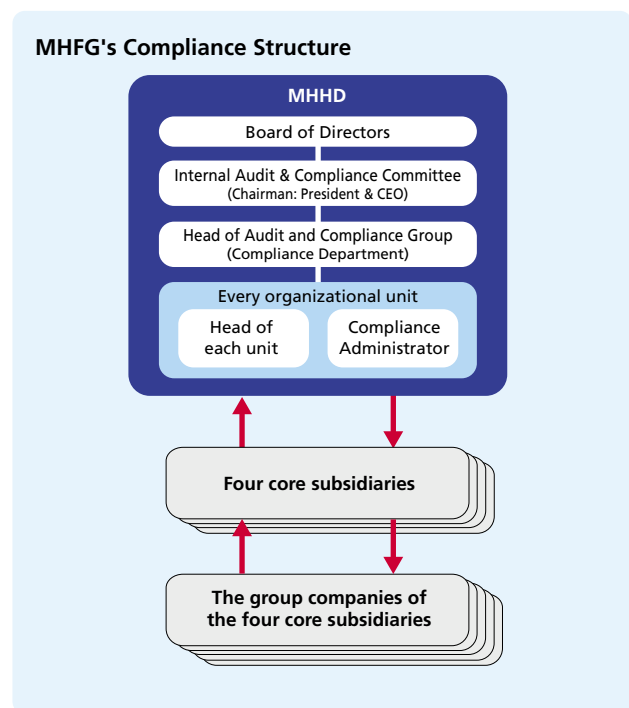 MHFG's Compliance Structure
MHHD
Board of Directors
Internal Audit & Compliance Committee
(Chairman: President & CEO)
Head of Audit and Compliance Group
(Compliance Department)
Every organizational unit
Head of
each unit
Compliance
Administrator
Four core subsidiaries
The group companies of
the four core subsidiaries